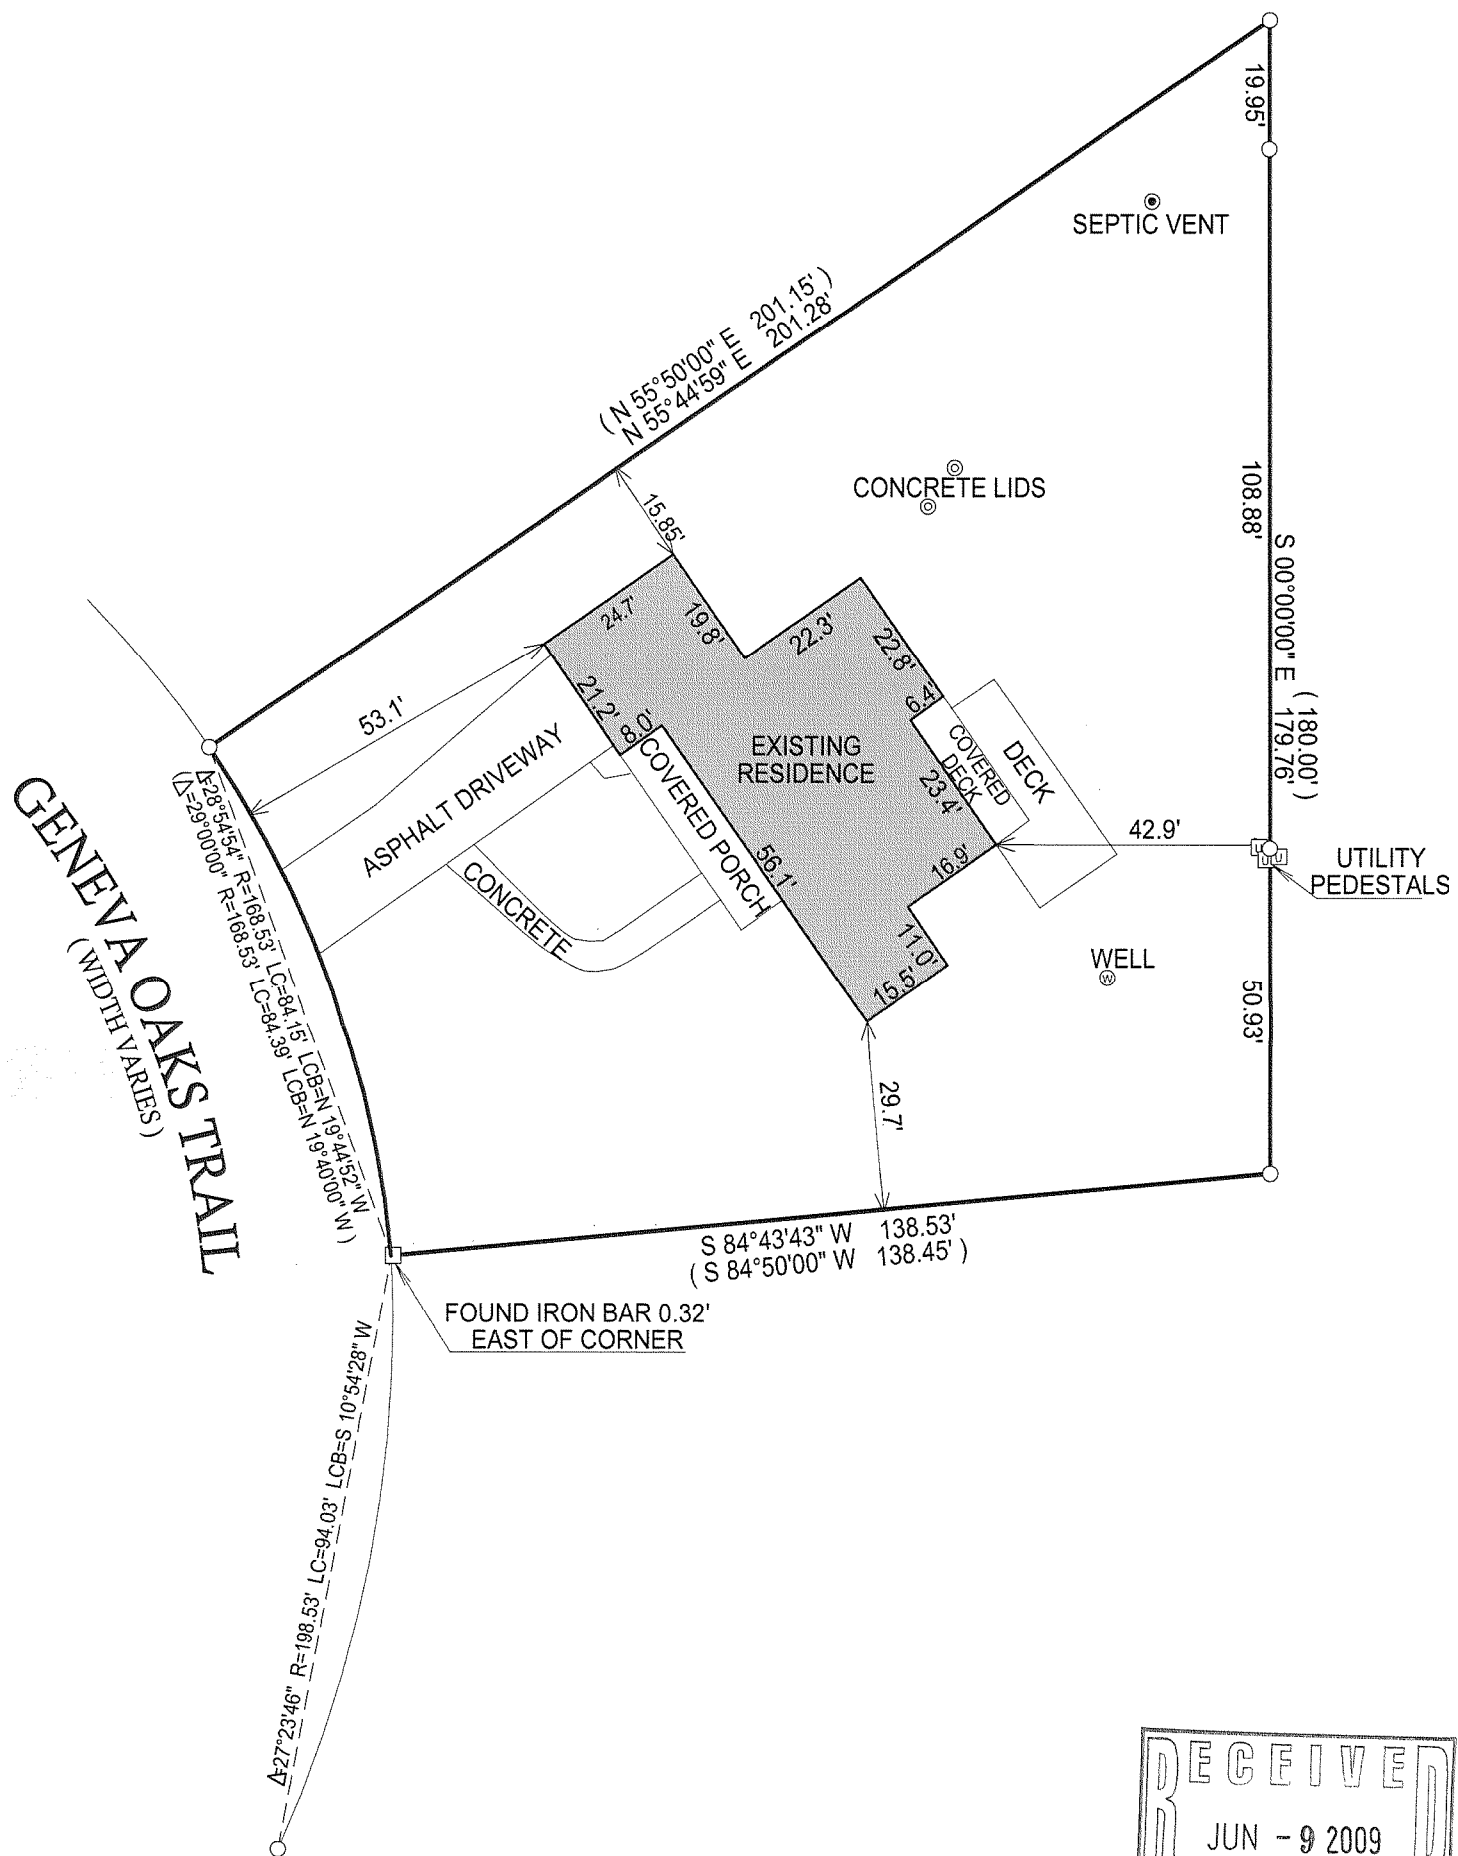 19.95'
SEPTIC VENT
( N 55°50'00" E 201.15' )
N 55°44'59" E 201.28'
CONCRETE LIDS
108.88'
S 00°00'00" E
( 180.00' )
179.76'
15.85'
24.7'
19.8'
22.3'
22.8'
6.4'
53.1'
21.2'
8.0'
EXISTING
RESIDENCE
COVERED
DECK
DECK
23.4'
ASPHALT DRIVEWAY
COVERED PORCH
56.1'
42.9'
UTILITY
PEDESTALS
16.9'
CONCRETE
11.0'
15.5'
WELL
W
50.93'
29.7'
GENEVA OAKS TRAIL
( WIDTH VARIES )
Δ=28°54'54" R=168.53' LC=84.15' LCB=N 19°44'52" W
(Δ=29°00'00" R=168.53' LC=84.39' LCB=N 19°40'00" W )
S 84°43'43" W 138.53'
( S 84°50'00" W 138.45' )
FOUND IRON BAR 0.32'
EAST OF CORNER
Δ=27°23'46" R=198.53' LC=94.03' LCB=S 10°54'28" W
RECEIVED
JUN - 9 2009